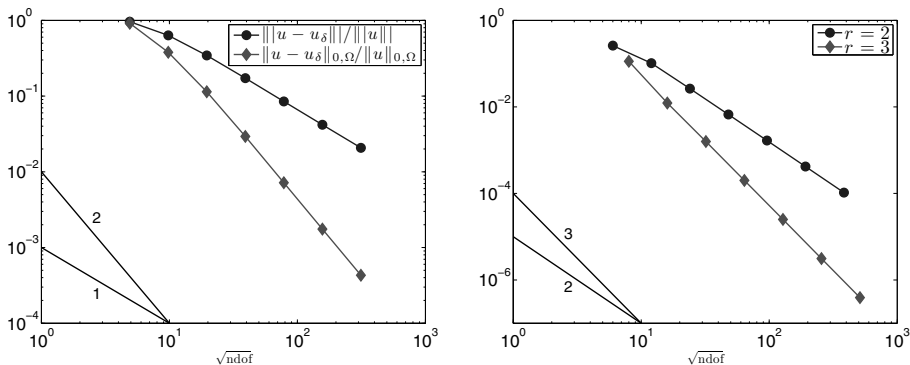 10^0
10^{-1}
10^{-2}
10^{-3}
10^{-4}
|||u − u_δ|||/|||u|||
‖u − u_δ‖_{0,Ω}/‖u‖_{0,Ω}
2
1
10^0 10^1 10^2 10^3
√ndof
10^0
10^{-2}
10^{-4}
10^{-6}
r = 2
r = 3
3
2
10^0 10^1 10^2 10^3
√ndof